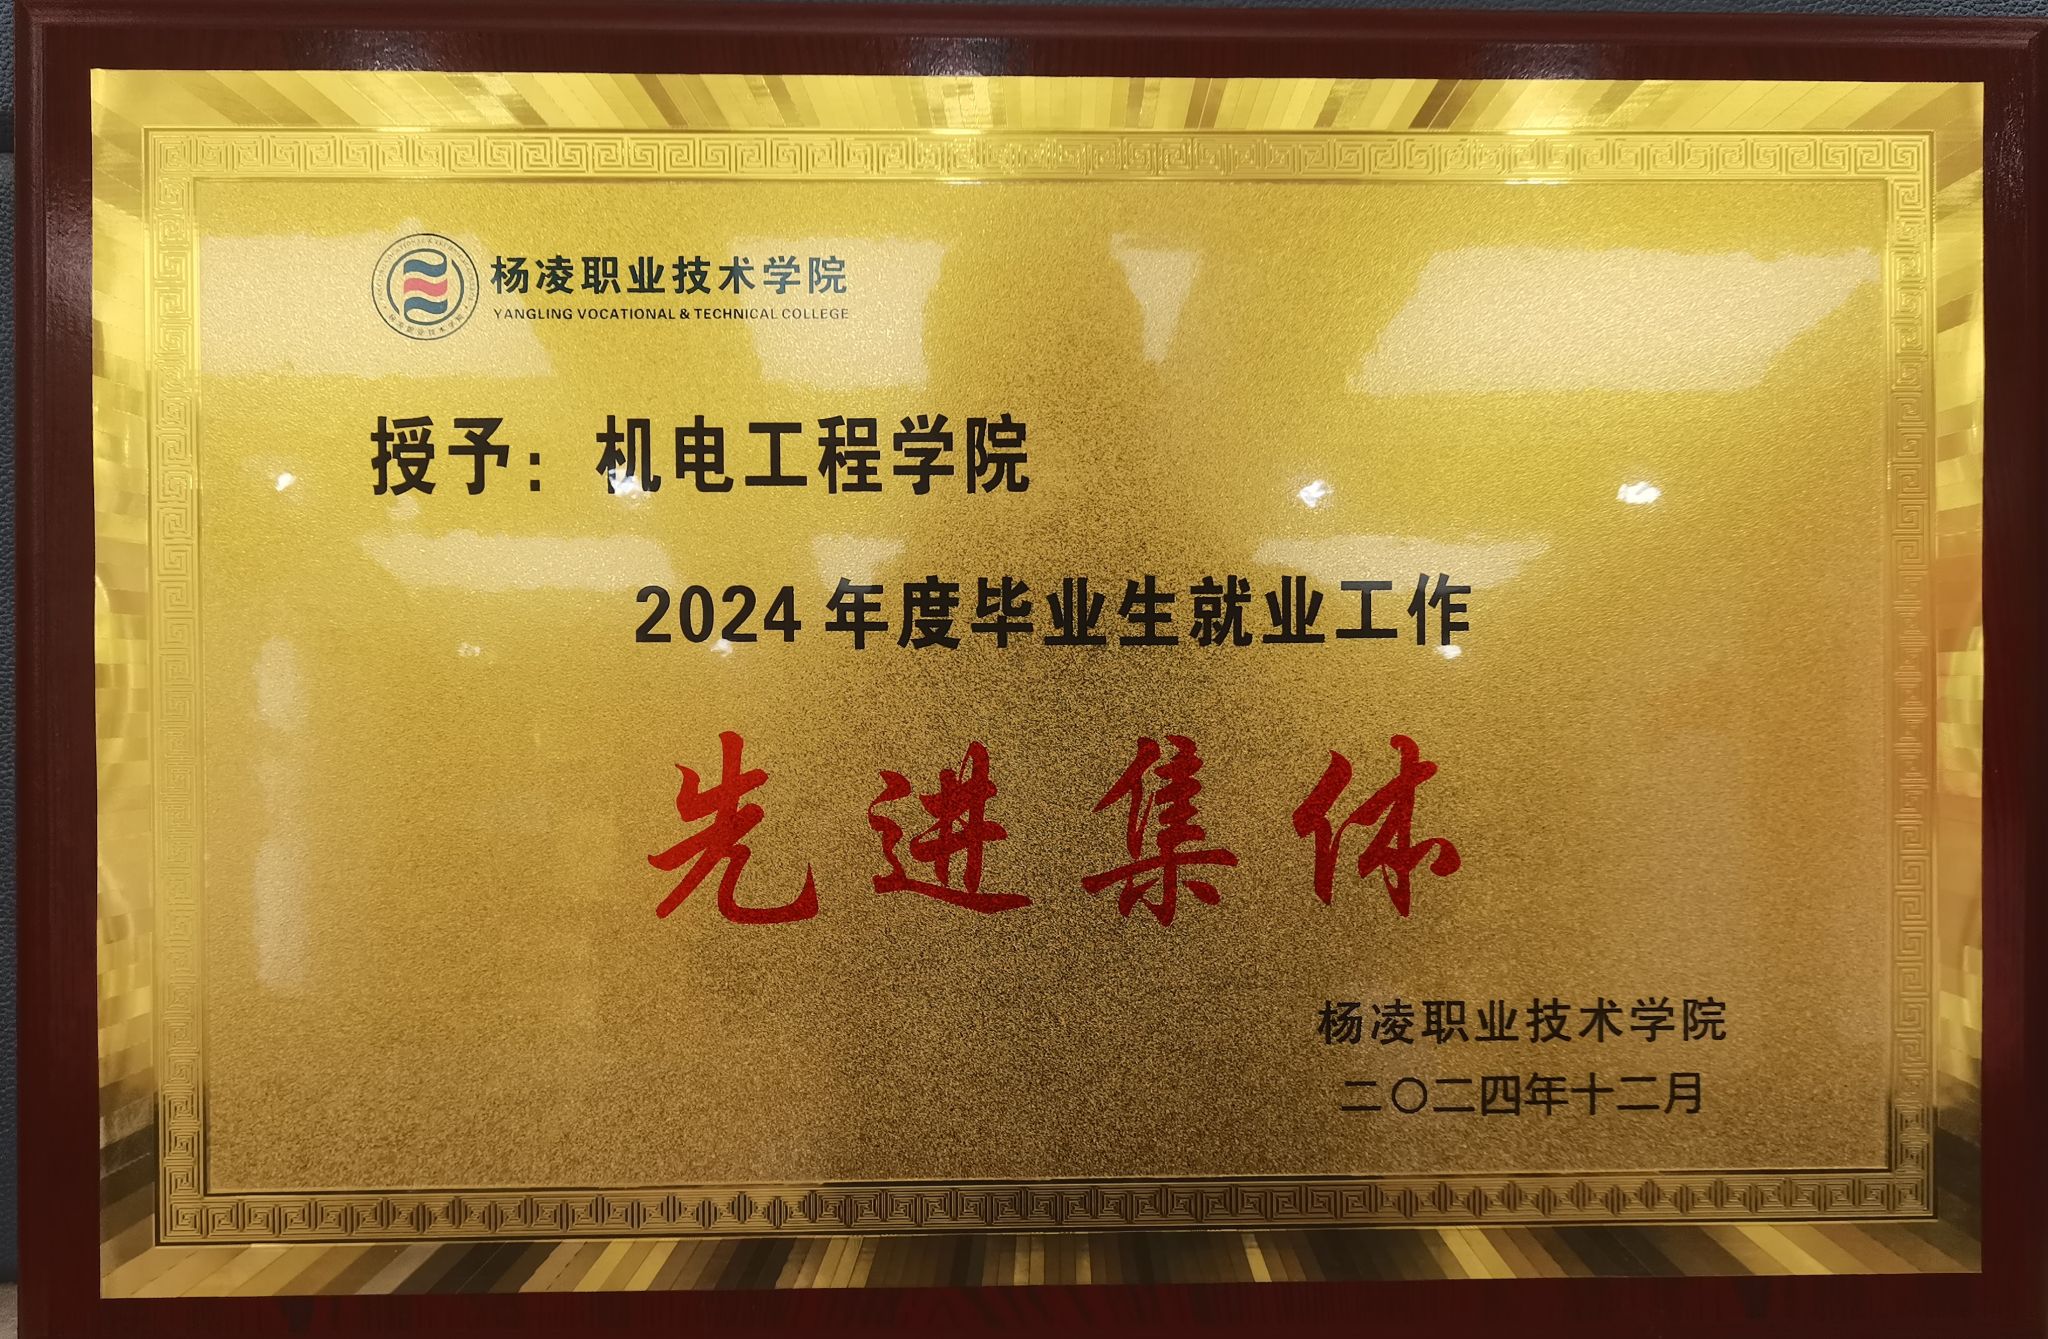 杨凌职业技术学院
YANGLING VOCATIONAL & TECHNICAL COLLEGE
授予：机电工程学院
2024年度毕业生就业工作
先进集体
杨凌职业技术学院
二〇二四年十二月